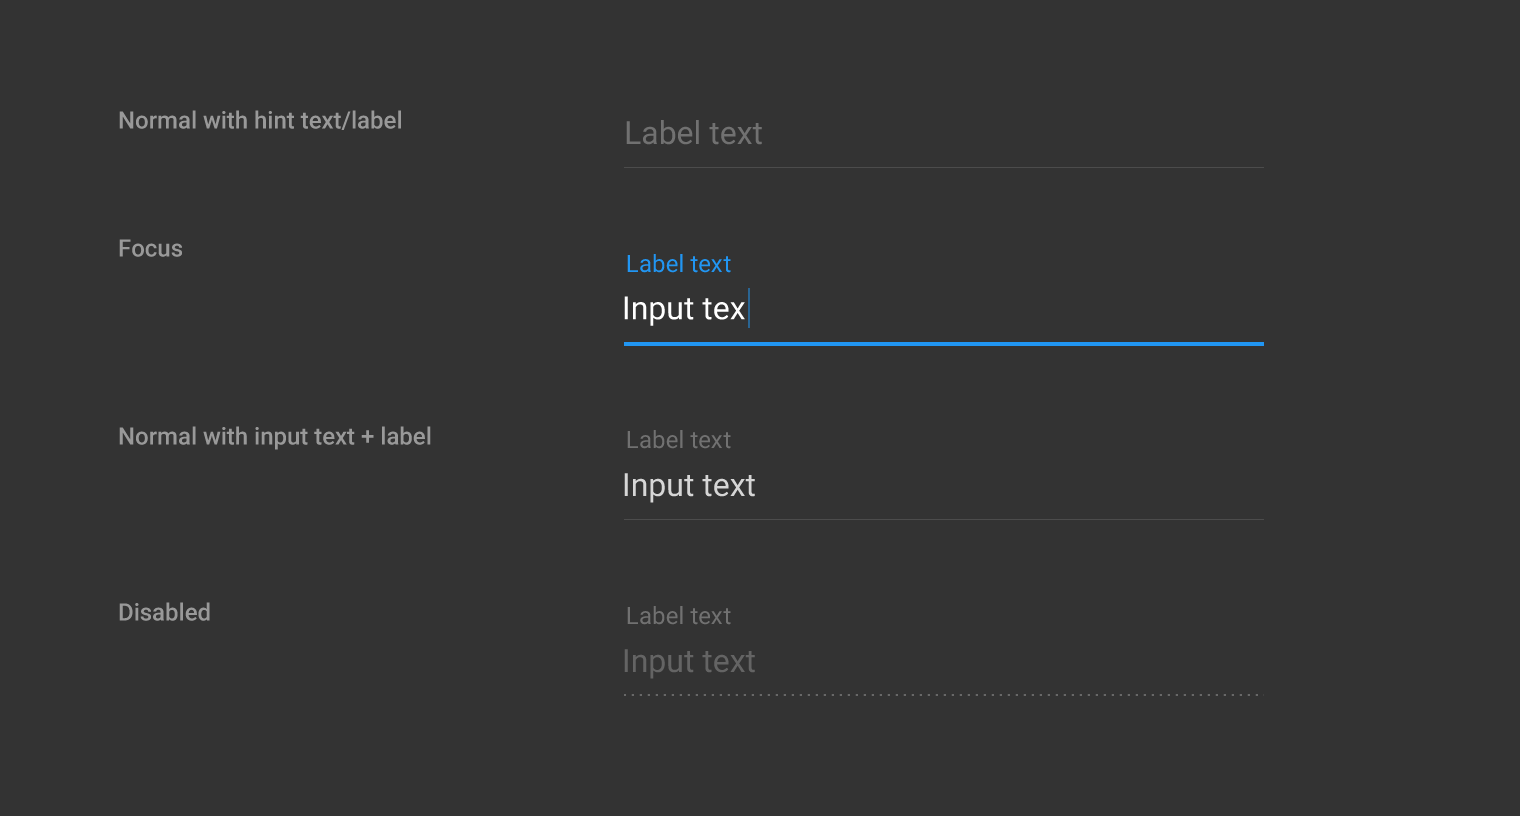 Normal with hint text/label
Label text
Focus
Label text
Input tex
Normal with input text + label
Label text
Input text
Disabled
Label text
Input text